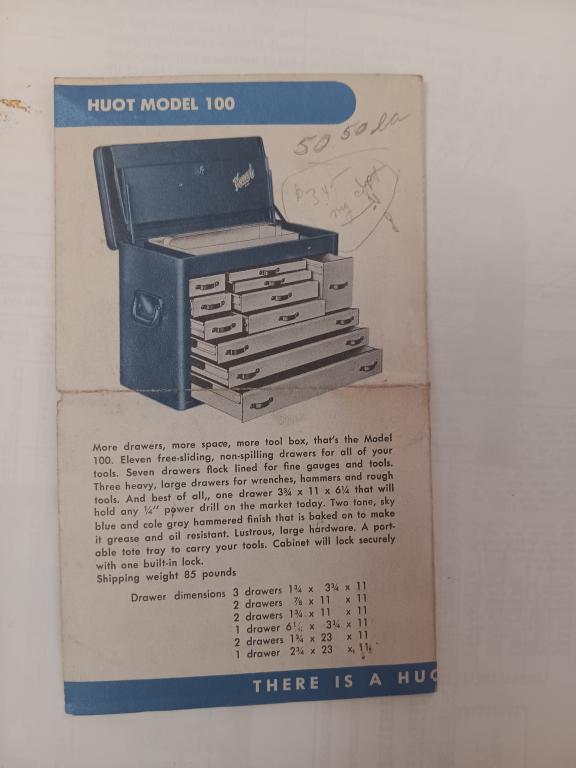 HUOT MODEL 100
50 50 ea
$34⁵
my cost
Huot
More drawers, more space, more tool box, that's the Model
100. Eleven free-sliding, non-spilling drawers for all of your
tools. Seven drawers flock lined for fine gauges and tools.
Three heavy, large drawers for wrenches, hammers and rough
tools. And best of all,, one drawer 3¾ x 11 x 6¼ that will
hold any ¼" power drill on the market today. Two tone, sky
blue and cole gray hammered finish that is baked on to make
it grease and oil resistant. Lustrous, large hardware. A port-
able tote tray to carry your tools. Cabinet will lock securely
with one built-in lock.
Shipping weight 85 pounds
Drawer dimensions 3 drawers 1¾ x 3¾ x 11
2 drawers ⅞ x 11 x 11
2 drawers 1¾ x 11 x 11
1 drawer 6¼ x 3¾ x 11
2 drawers 1¾ x 23 x 11
1 drawer 2¾ x 23 x 11
THERE IS A HUO